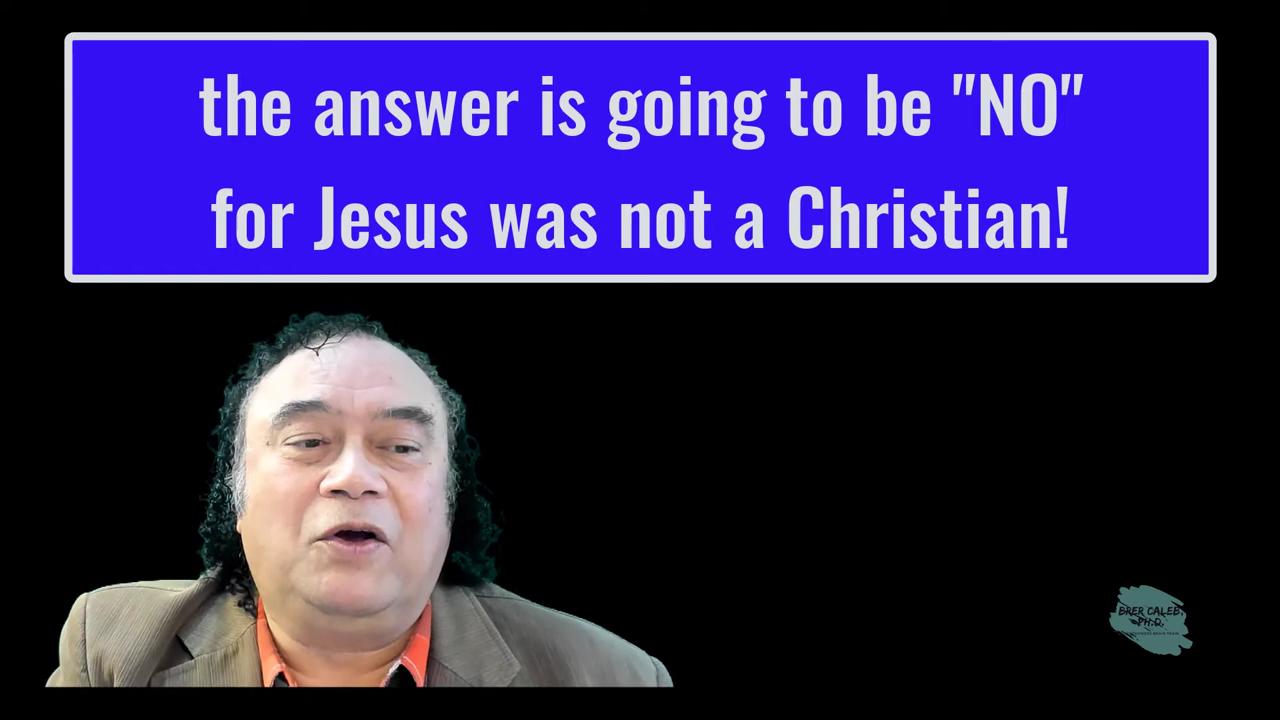 the answer is going to be "NO"
for Jesus was not a Christian!
BRER CALEB,
PH.D.